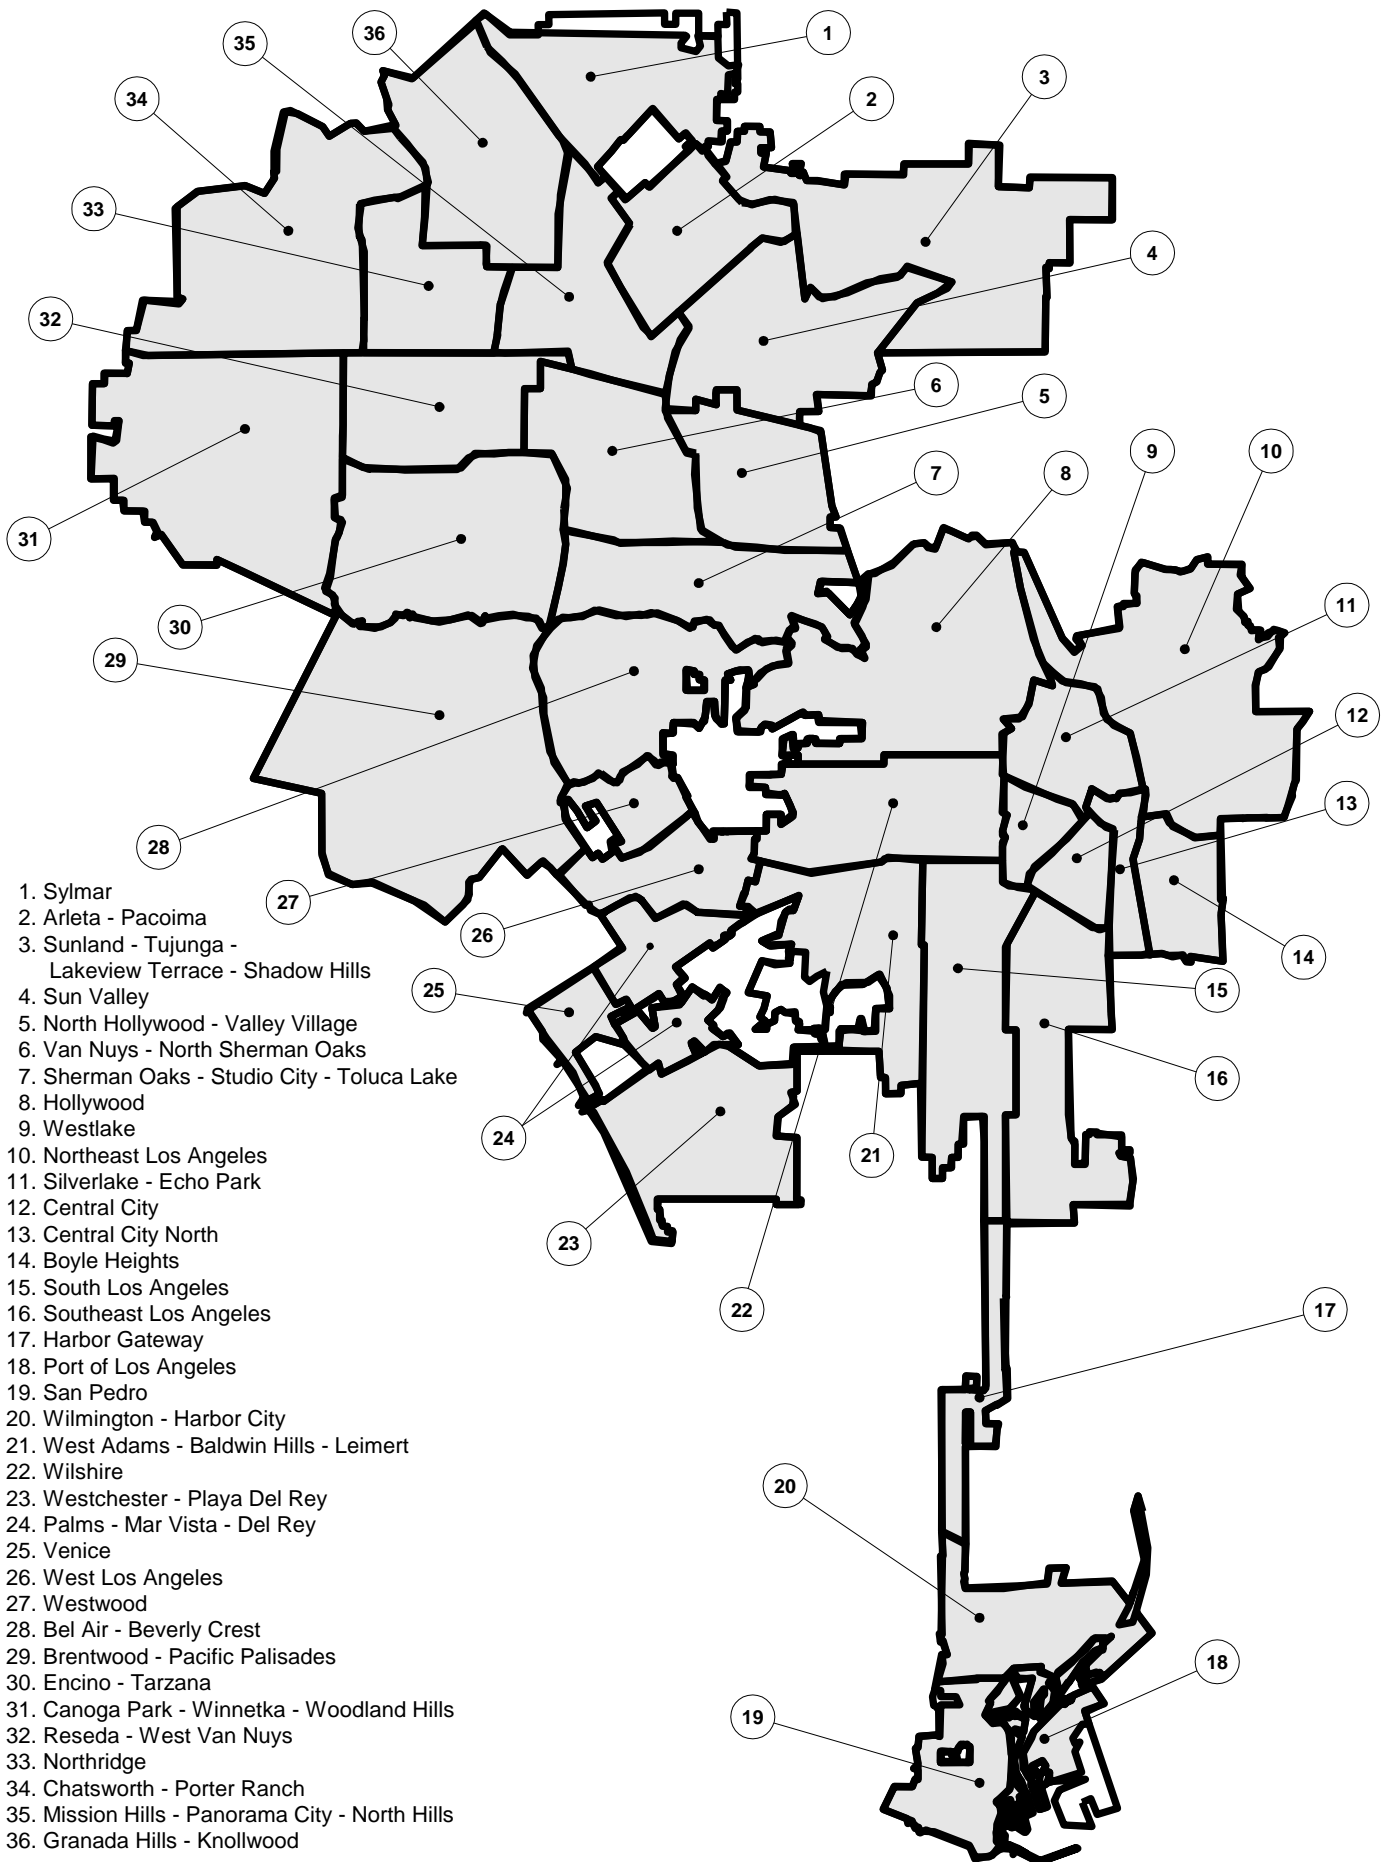 36
1
35
3
34
2
33
4
32
6
5
9
10
7
8
31
11
30
29
12
13
28
27
26
14
25
15
16
24
21
23
22
17
20
18
19
1. Sylmar
2. Arleta - Pacoima
3. Sunland - Tujunga -
Lakeview Terrace - Shadow Hills
4. Sun Valley
5. North Hollywood - Valley Village
6. Van Nuys - North Sherman Oaks
7. Sherman Oaks - Studio City - Toluca Lake
8. Hollywood
9. Westlake
10. Northeast Los Angeles
11. Silverlake - Echo Park
12. Central City
13. Central City North
14. Boyle Heights
15. South Los Angeles
16. Southeast Los Angeles
17. Harbor Gateway
18. Port of Los Angeles
19. San Pedro
20. Wilmington - Harbor City
21. West Adams - Baldwin Hills - Leimert
22. Wilshire
23. Westchester - Playa Del Rey
24. Palms - Mar Vista - Del Rey
25. Venice
26. West Los Angeles
27. Westwood
28. Bel Air - Beverly Crest
29. Brentwood - Pacific Palisades
30. Encino - Tarzana
31. Canoga Park - Winnetka - Woodland Hills
32. Reseda - West Van Nuys
33. Northridge
34. Chatsworth - Porter Ranch
35. Mission Hills - Panorama City - North Hills
36. Granada Hills - Knollwood